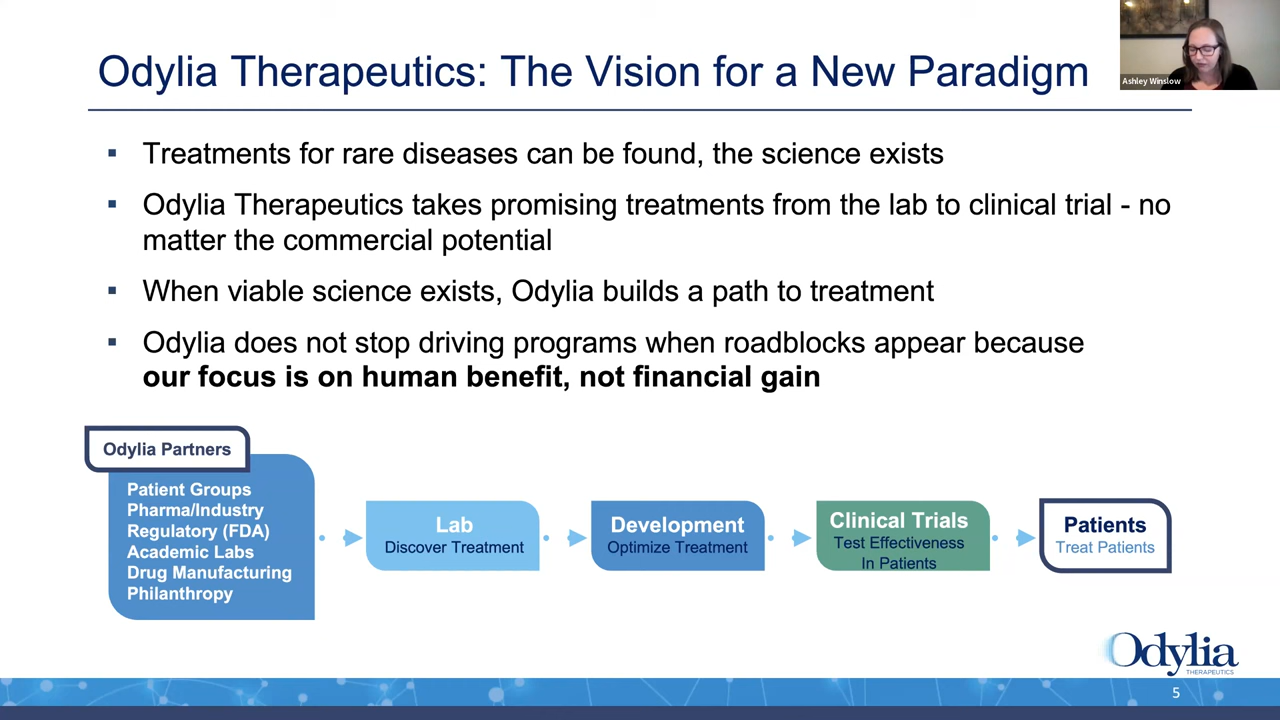 Odylia Therapeutics: The Vision for a New Paradigm
Ashley Winslow
▪ Treatments for rare diseases can be found, the science exists
▪ Odylia Therapeutics takes promising treatments from the lab to clinical trial - no
matter the commercial potential
▪ When viable science exists, Odylia builds a path to treatment
▪ Odylia does not stop driving programs when roadblocks appear because
our focus is on human benefit, not financial gain
Odylia Partners
Patient Groups
Pharma/Industry
Regulatory (FDA)
Academic Labs
Drug Manufacturing
Philanthropy
Lab
Discover Treatment
Development
Optimize Treatment
Clinical Trials
Test Effectiveness
In Patients
Patients
Treat Patients
Odylia
THERAPEUTICS
5